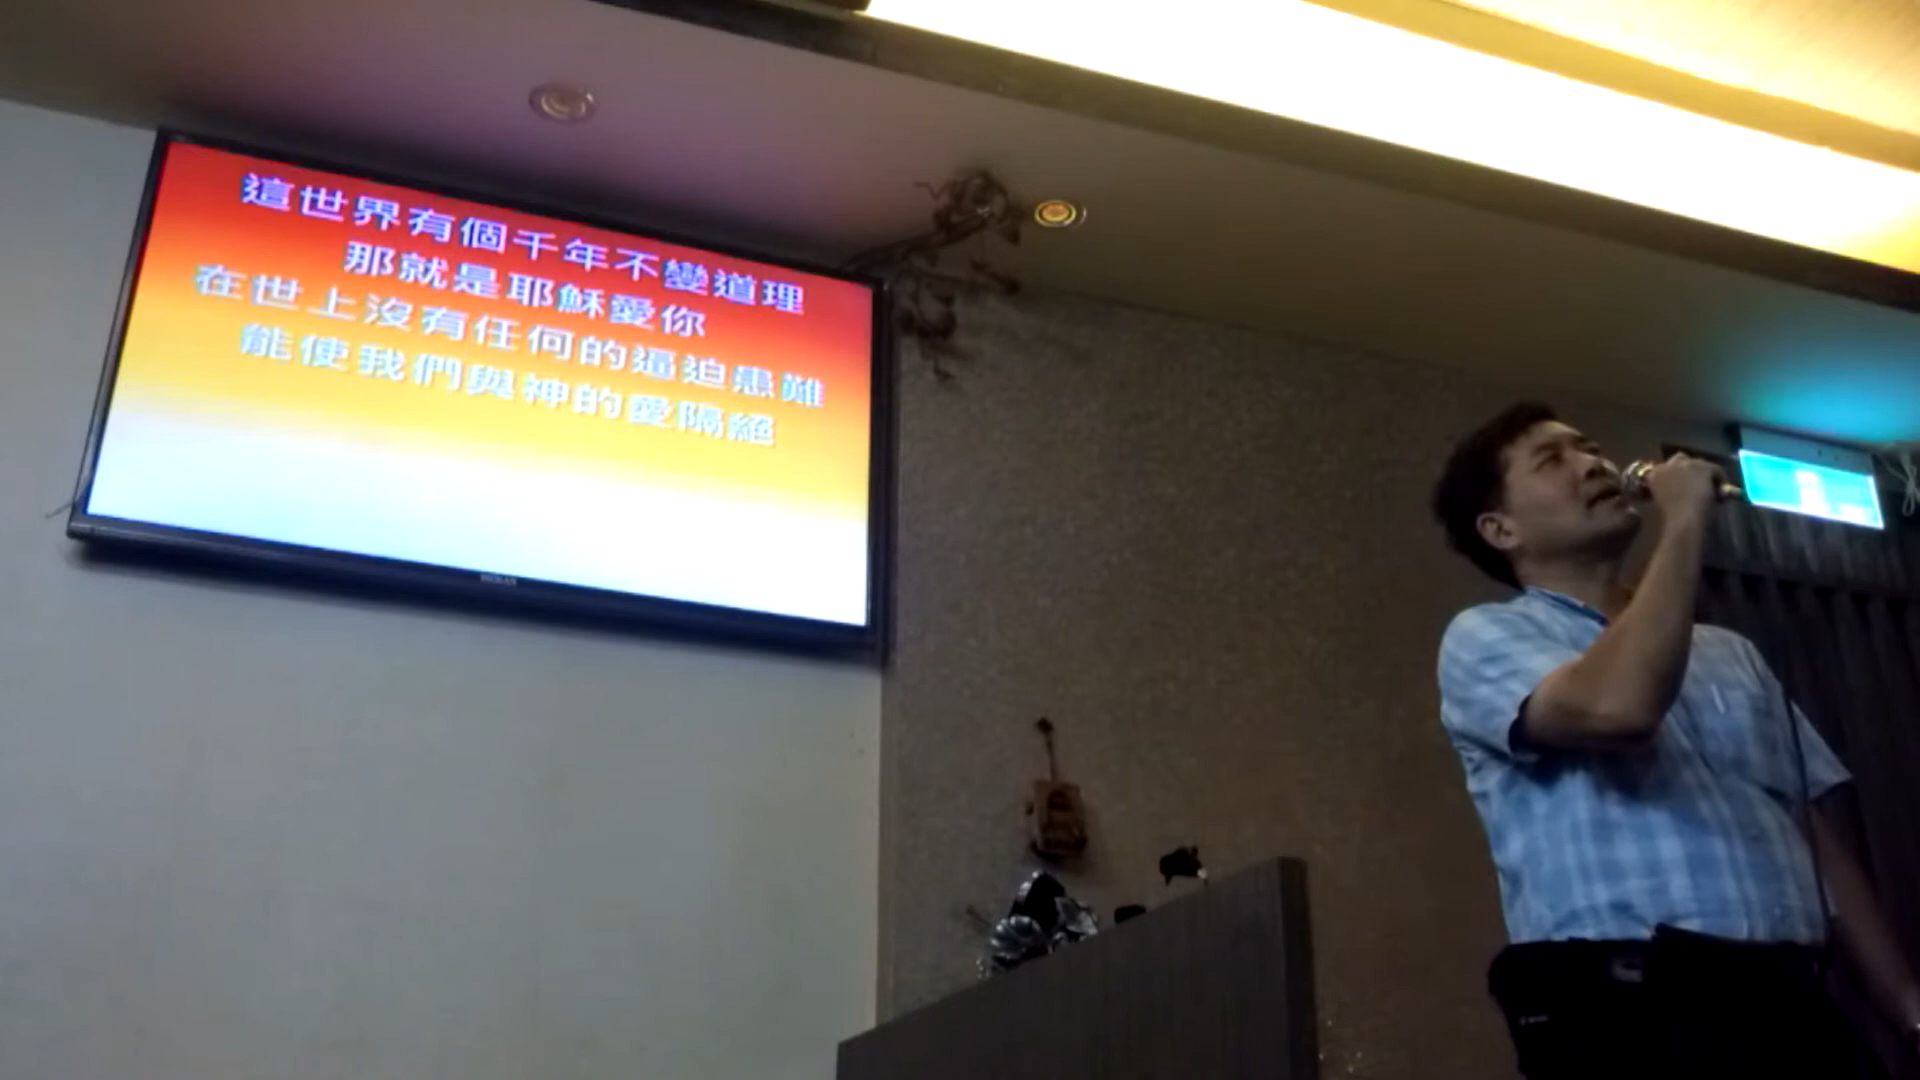 這世界有個千年不變道理
那就是耶穌愛你
在世上沒有任何的逼迫患難
能使我們與神的愛隔絕